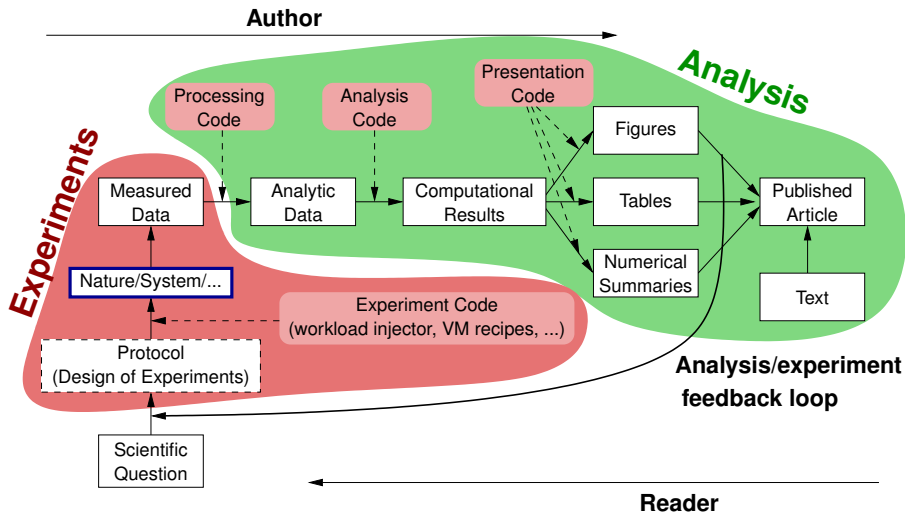 Author
Analysis
Presentation
Code
Processing
Code
Analysis
Code
Figures
Experiments
Measured
Data
Analytic
Data
Computational
Results
Tables
Published
Article
Nature/System/...
Numerical
Summaries
Text
Experiment Code
(workload injector, VM recipes, ...)
Protocol
(Design of Experiments)
Analysis/experiment
feedback loop
Scientific
Question
Reader